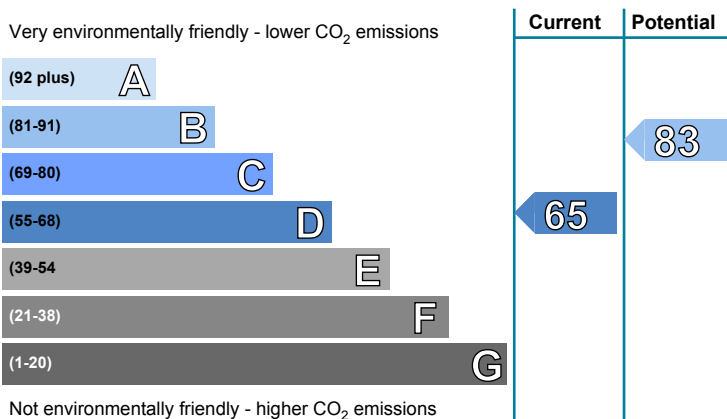 Very environmentally friendly - lower CO₂ emissions
Current
Potential
(92 plus) A
(81-91) B
83
(69-80) C
(55-68) D
65
(39-54 E
(21-38) F
(1-20) G
Not environmentally friendly - higher CO₂ emissions